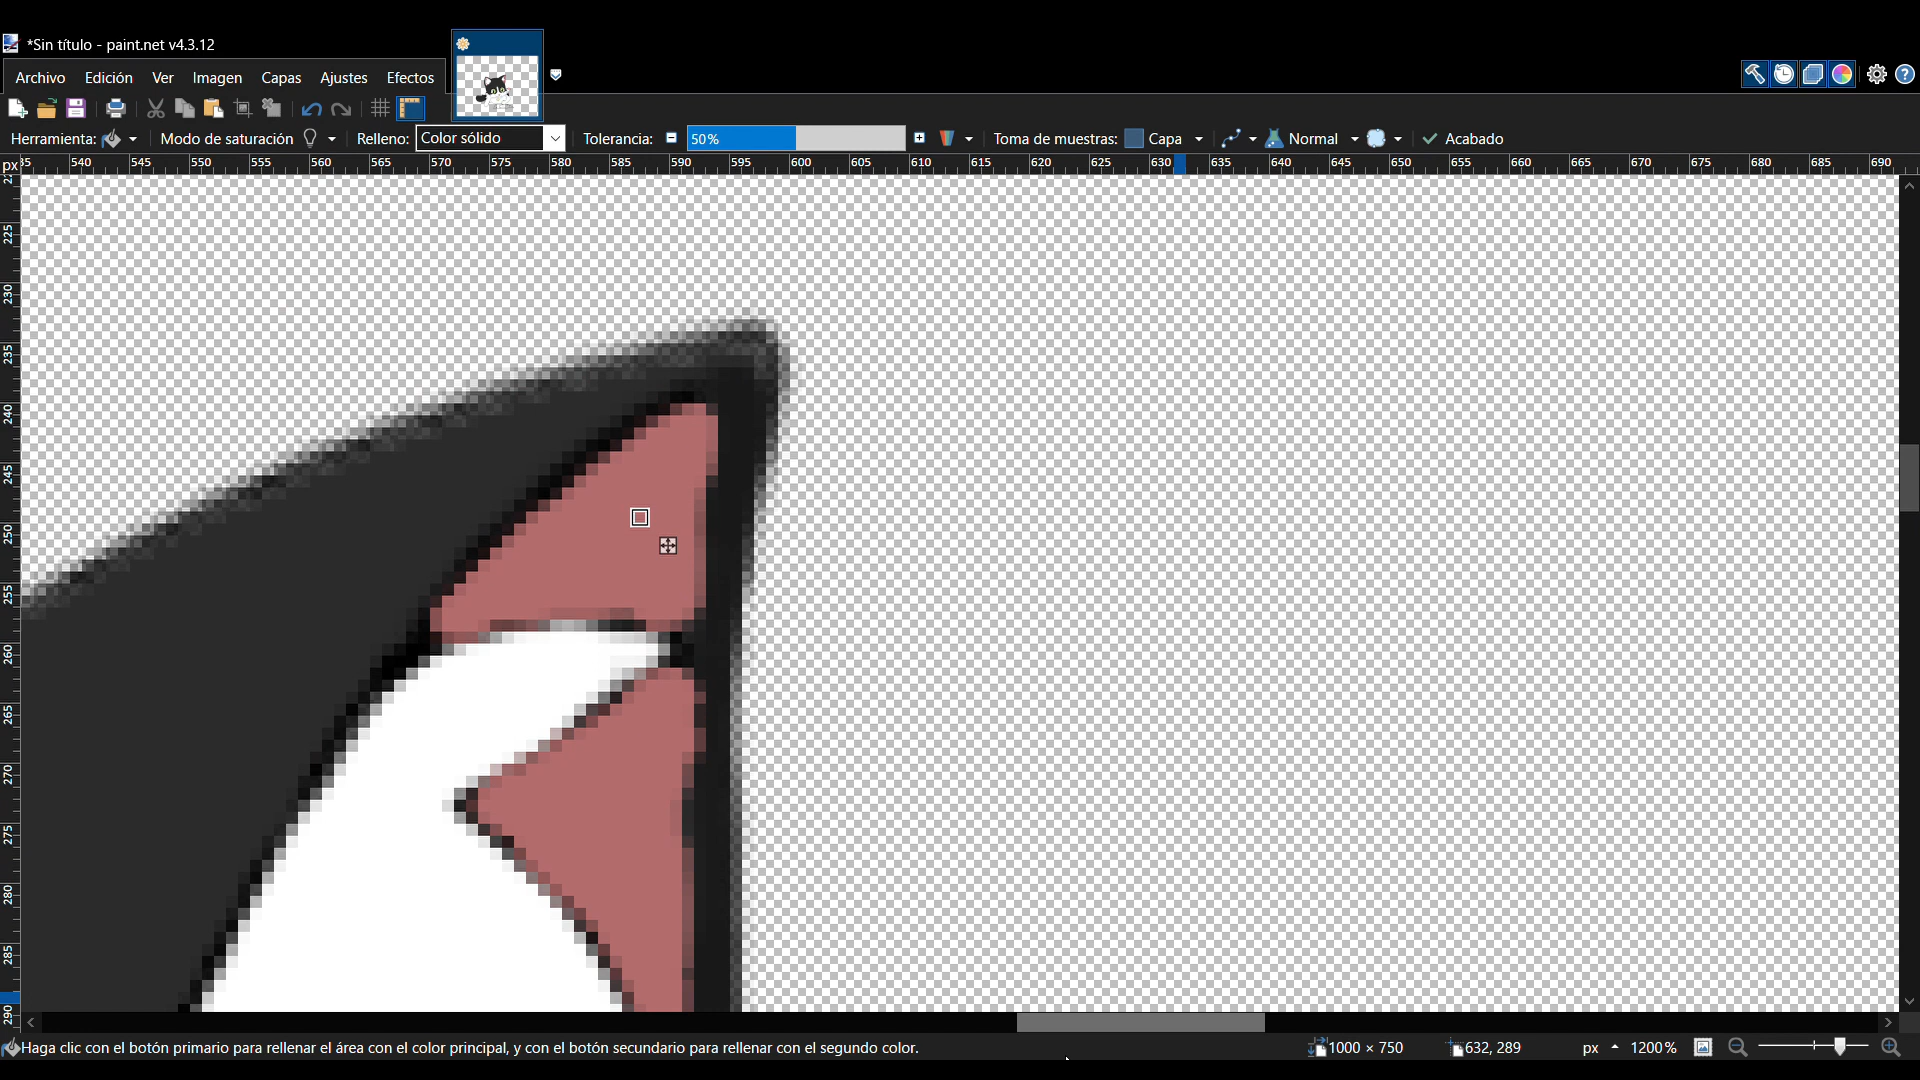 *Sin título - paint.net v4.3.12
Archivo Edición Ver Imagen Capas Ajustes Efectos
Herramienta: Modo de saturación Relleno: Color sólido Tolerancia: 50% Toma de muestras: Capa Normal Acabado
px 35 540 545 550 555 560 565 570 575 580 585 590 595 600 605 610 615 620 625 630 635 640 645 650 655 660 665 670 675 680 685 690
225
230
235
240
245
250
255
260
265
270
275
280
285
290
Haga clic con el botón primario para rellenar el área con el color principal, y con el botón secundario para rellenar con el segundo color. 1000 × 750 632, 289 px 1200%